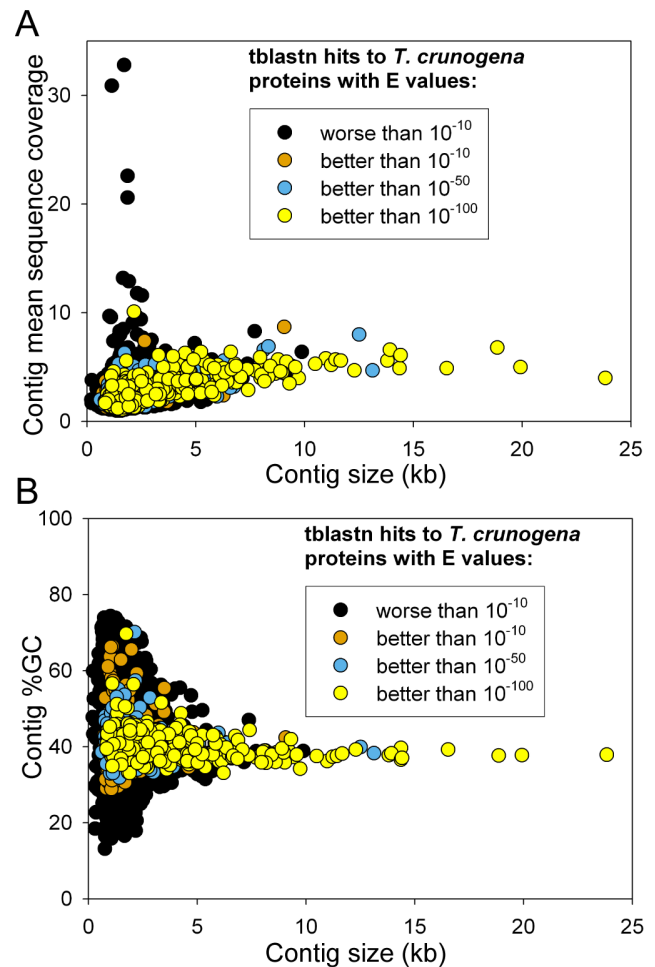 A
tblastn hits to T. crunogena
proteins with E values:
worse than 10^-10
better than 10^-10
better than 10^-50
better than 10^-100
Contig mean sequence coverage
30
20
10
0
0 5 10 15 20 25
Contig size (kb)
B
tblastn hits to T. crunogena
proteins with E values:
worse than 10^-10
better than 10^-10
better than 10^-50
better than 10^-100
Contig %GC
100
80
60
40
20
0
0 5 10 15 20 25
Contig size (kb)